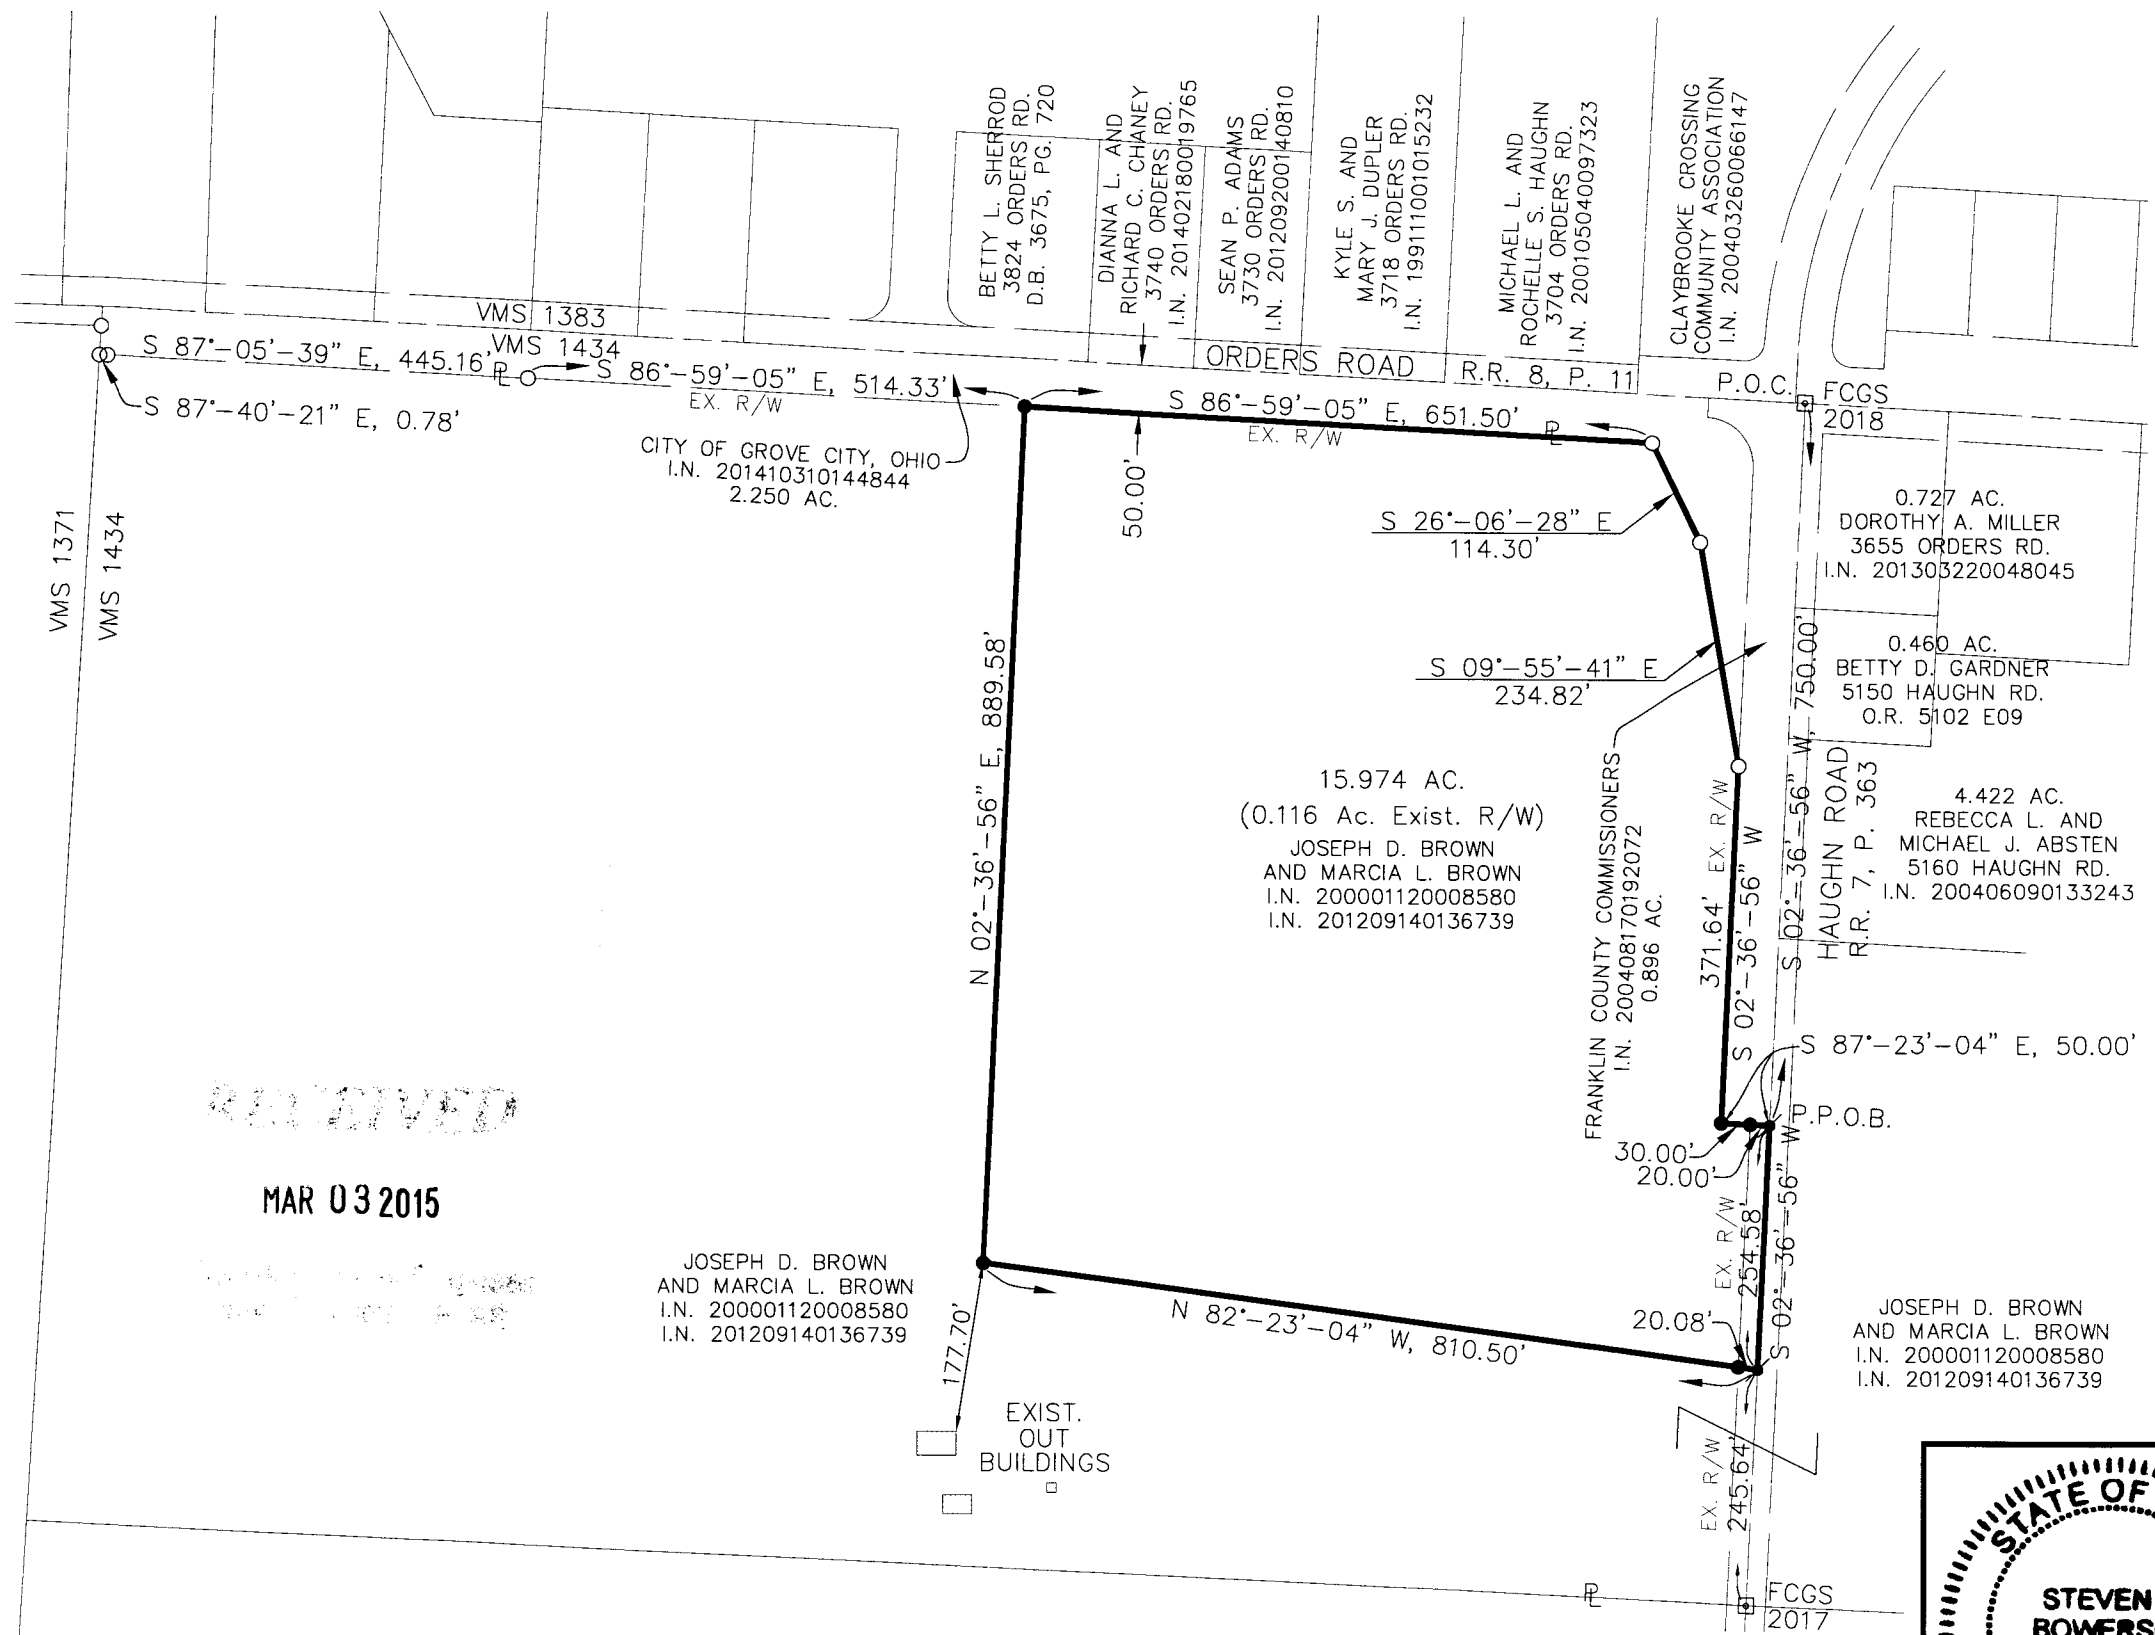 BETTY L. SHERROD
3824 ORDERS RD.
D.B. 3675, PG. 720
DIANNA L. AND
RICHARD C. CHANEY
3740 ORDERS RD.
I.N. 201402180019765
SEAN P. ADAMS
3730 ORDERS RD.
I.N. 201209200140810
KYLE S. AND
MARY J. DUPLER
3718 ORDERS RD.
I.N. 199111001015232
MICHAEL L. AND
ROCHELLE S. HAUGHN
3704 ORDERS RD.
I.N. 200105040097323
CLAYBROOKE CROSSING
COMMUNITY ASSOCIATION
I.N. 200403260066147
VMS 1383
VMS 1434
S 87°-05'-39" E, 445.16'
PL
S 86°-59'-05" E, 514.33'
EX. R/W
S 87°-40'-21" E, 0.78'
ORDERS ROAD
R.R. 8, P. 11
P.O.C.
FCGS
2018
S 86°-59'-05" E, 651.50'
PL
EX. R/W
CITY OF GROVE CITY, OHIO
I.N. 201410310144844
2.250 AC.
50.00'
S 26°-06'-28" E
114.30'
0.727 AC.
DOROTHY A. MILLER
3655 ORDERS RD.
I.N. 201303220048045
VMS 1371
VMS 1434
N 02°-36'-56" E, 889.58'
S 09°-55'-41" E
234.82'
0.460 AC.
BETTY D. GARDNER
5150 HAUGHN RD.
O.R. 5102 E09
S 02°-36'-56" W, 750.00'
HAUGHN ROAD
R.R. 7, P. 363
15.974 AC.
(0.116 Ac. Exist. R/W)
JOSEPH D. BROWN
AND MARCIA L. BROWN
I.N. 200001120008580
I.N. 201209140136739
FRANKLIN COUNTY COMMISSIONERS
I.N. 200408170192072
0.896 AC.
371.64' EX. R/W
S 02°-36'-56" W
4.422 AC.
REBECCA L. AND
MICHAEL J. ABSTEN
5160 HAUGHN RD.
I.N. 200406090133243
S 87°-23'-04" E, 50.00'
P.P.O.B.
30.00'
20.00'
RECEIVED
MAR 03 2015
EX. R/W
254.58'
S 02°-36'-56" W
JOSEPH D. BROWN
AND MARCIA L. BROWN
I.N. 200001120008580
I.N. 201209140136739
177.70'
N 82°-23'-04" W, 810.50'
20.08'
JOSEPH D. BROWN
AND MARCIA L. BROWN
I.N. 200001120008580
I.N. 201209140136739
EXIST.
OUT
BUILDINGS
EX. R/W
245.64'
PL
FCGS
2017
STATE OF
STEVEN
BOWERS